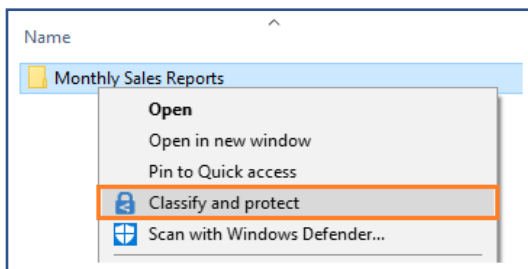 Name
Monthly Sales Reports
Open
Open in new window
Pin to Quick access
Classify and protect
Scan with Windows Defender...